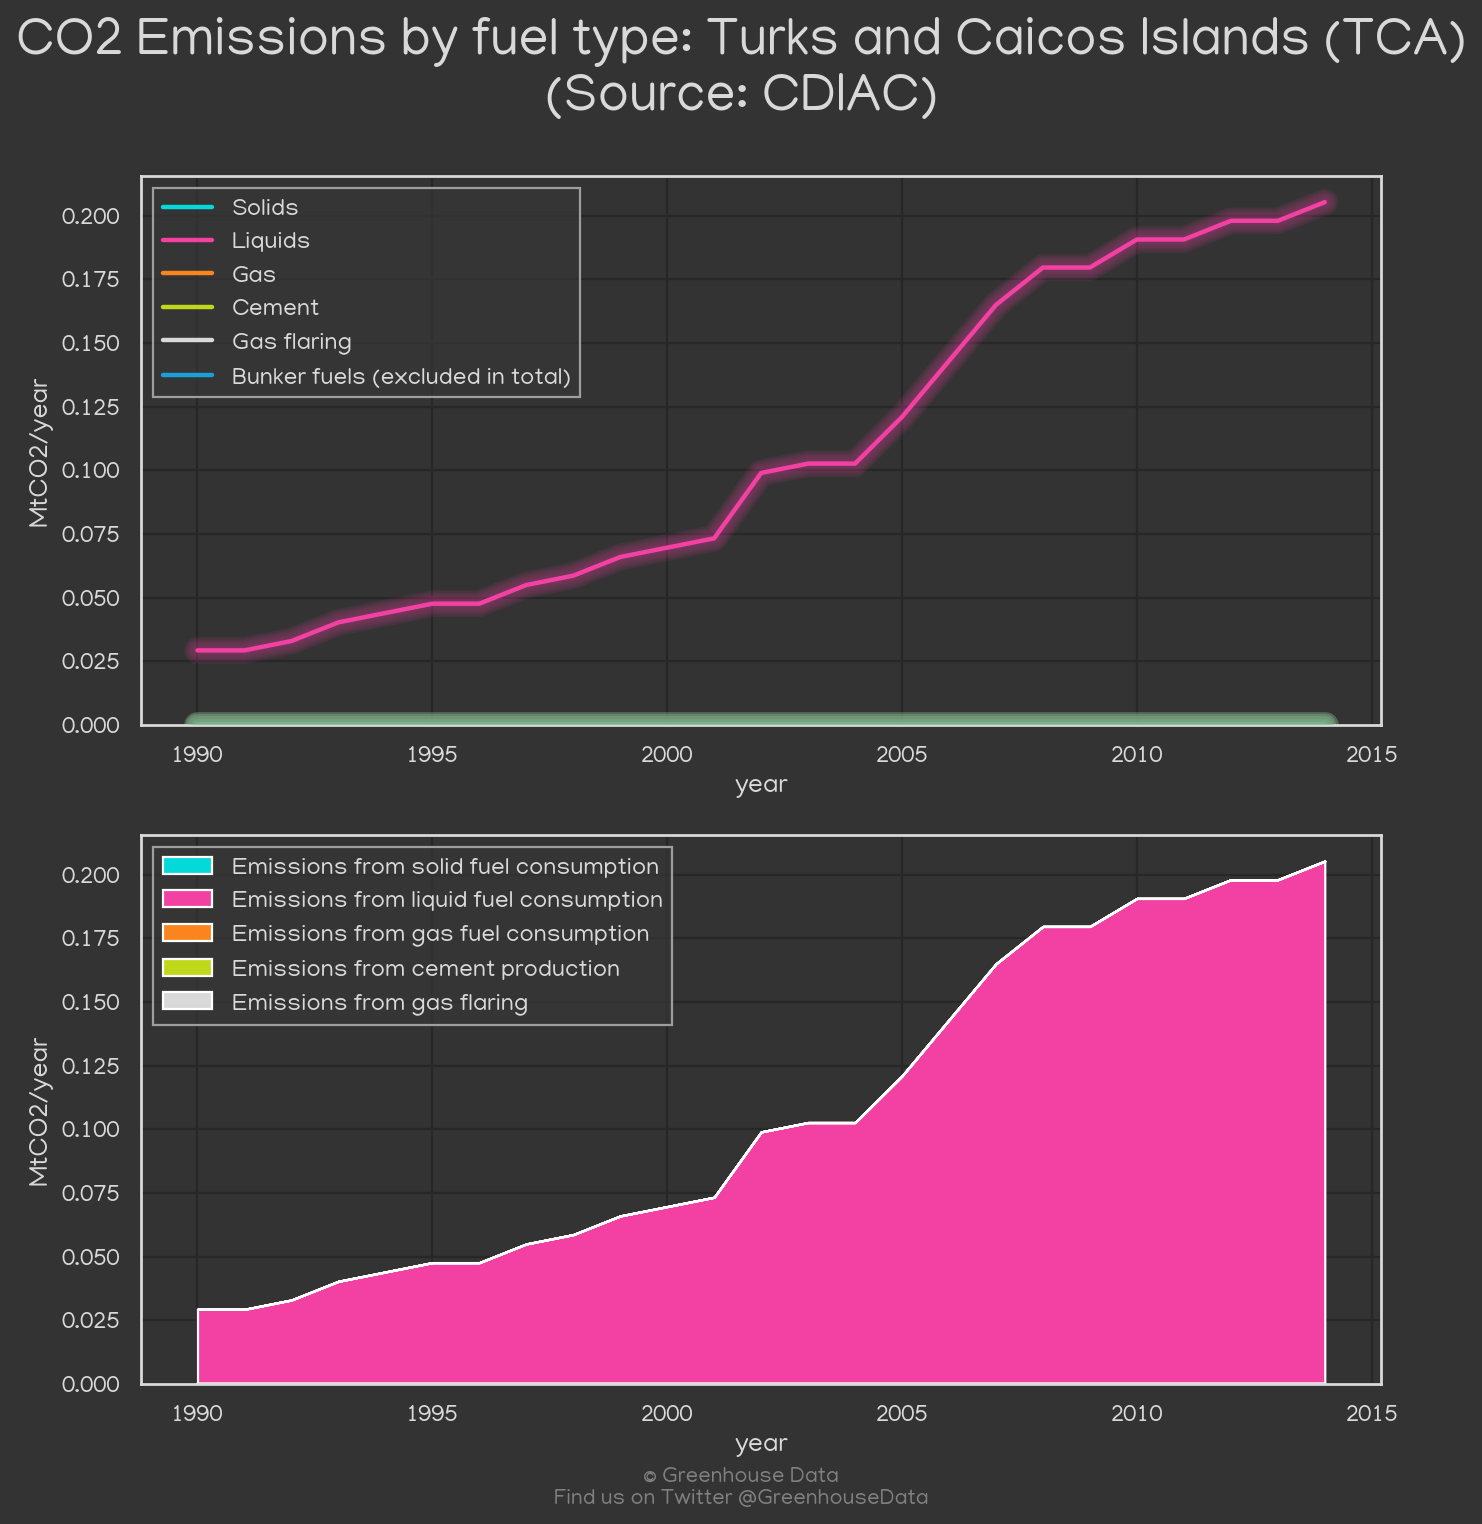 CO2 Emissions by fuel type: Turks and Caicos Islands (TCA)
(Source: CDIAC)
Solids
Liquids
Gas
Cement
Gas flaring
Bunker fuels (excluded in total)
MtCO2/year
0.200
0.175
0.150
0.125
0.100
0.075
0.050
0.025
0.000
1990 1995 2000 2005 2010 2015
year
Emissions from solid fuel consumption
Emissions from liquid fuel consumption
Emissions from gas fuel consumption
Emissions from cement production
Emissions from gas flaring
MtCO2/year
0.200
0.175
0.150
0.125
0.100
0.075
0.050
0.025
0.000
1990 1995 2000 2005 2010 2015
year
© Greenhouse Data
Find us on Twitter @GreenhouseData